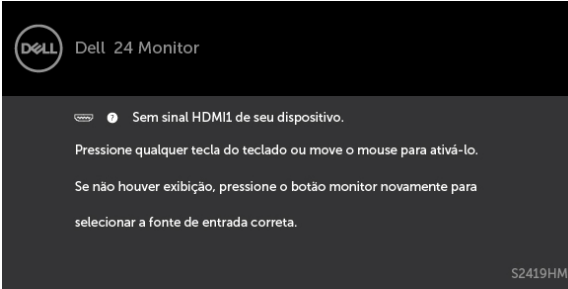 DELL
Dell 24 Monitor
Sem sinal HDMI1 de seu dispositivo.
Pressione qualquer tecla do teclado ou move o mouse para ativá-lo.
Se não houver exibição, pressione o botão monitor novamente para
selecionar a fonte de entrada correta.
S2419HM